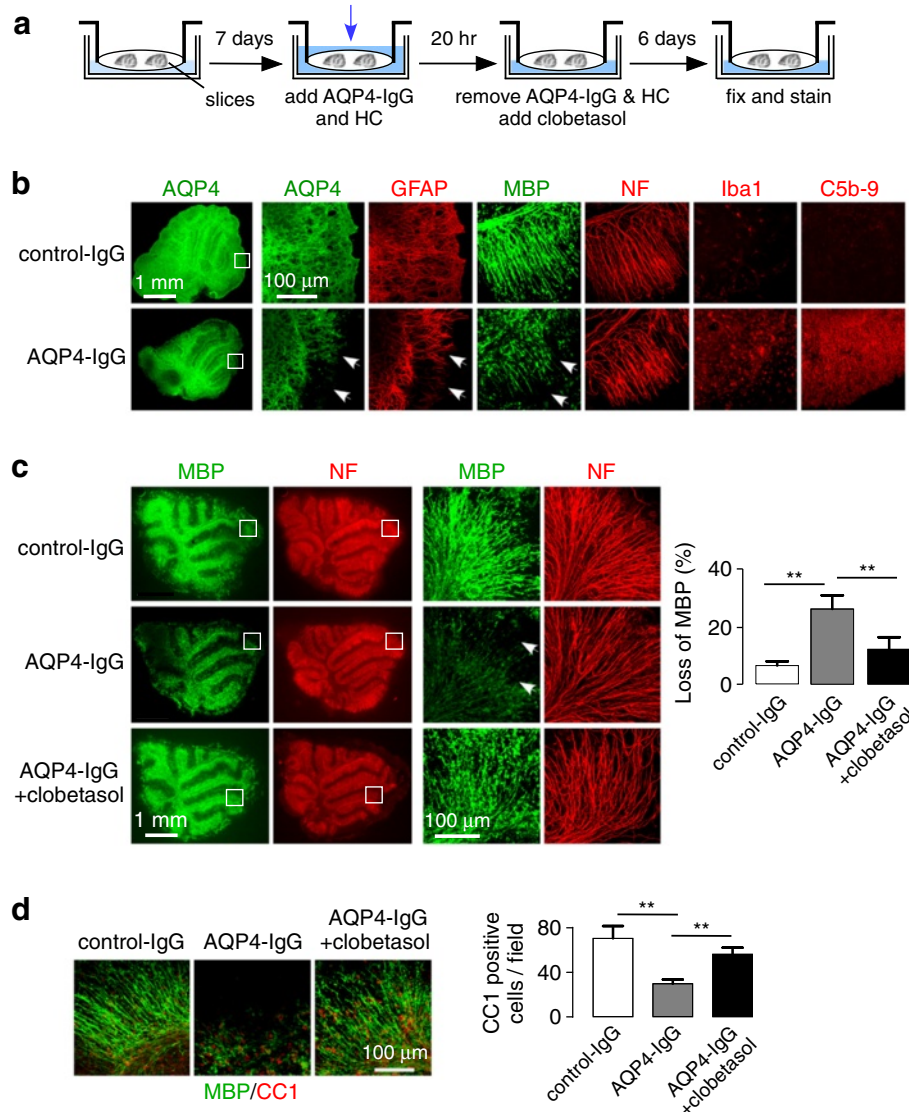 a
7 days
20 hr
6 days
slices
add AQP4-IgG
and HC
remove AQP4-IgG & HC
add clobetasol
fix and stain
b
AQP4
AQP4
GFAP
MBP
NF
Iba1
C5b-9
control-IgG
1 mm
100 μm
AQP4-IgG
c
MBP
NF
MBP
NF
control-IgG
AQP4-IgG
AQP4-IgG
+clobetasol
1 mm
100 μm
Loss of MBP (%)
40
20
0
**
**
control-IgG
AQP4-IgG
AQP4-IgG
+clobetasol
d
control-IgG
AQP4-IgG
AQP4-IgG
+clobetasol
100 μm
MBP/CC1
CC1 positive
cells / field
80
40
0
**
**
control-IgG
AQP4-IgG
AQP4-IgG
+clobetasol